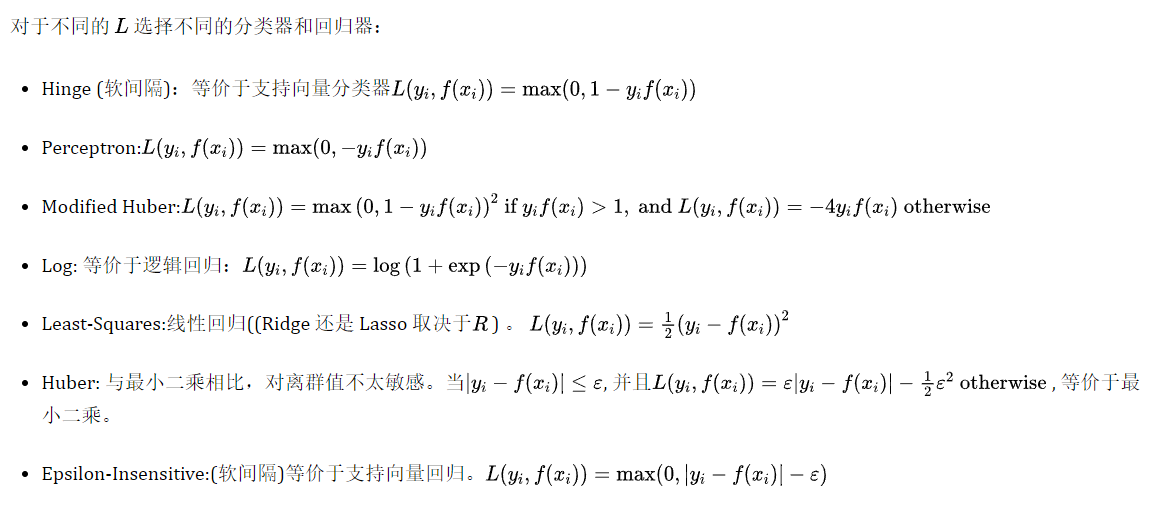 对于不同的 L 选择不同的分类器和回归器：
• Hinge (软间隔)：等价于支持向量分类器L(y_i, f(x_i)) = max(0, 1 − y_i f(x_i))
• Perceptron:L(y_i, f(x_i)) = max(0, −y_i f(x_i))
• Modified Huber:L(y_i, f(x_i)) = max (0, 1 − y_i f(x_i))^2 if y_i f(x_i) > 1, and L(y_i, f(x_i)) = −4y_i f(x_i) otherwise
• Log: 等价于逻辑回归：L(y_i, f(x_i)) = log (1 + exp (−y_i f(x_i)))
• Least-Squares:线性回归((Ridge 还是 Lasso 取决于R ) 。 L(y_i, f(x_i)) = \frac{1}{2}(y_i − f(x_i))^2
• Huber: 与最小二乘相比，对离群值不太敏感。当|y_i − f(x_i)| ≤ ε, 并且L(y_i, f(x_i)) = ε|y_i − f(x_i)| − \frac{1}{2}ε^2 otherwise , 等价于最
小二乘。
• Epsilon-Insensitive:(软间隔)等价于支持向量回归。L(y_i, f(x_i)) = max(0, |y_i − f(x_i)| − ε)